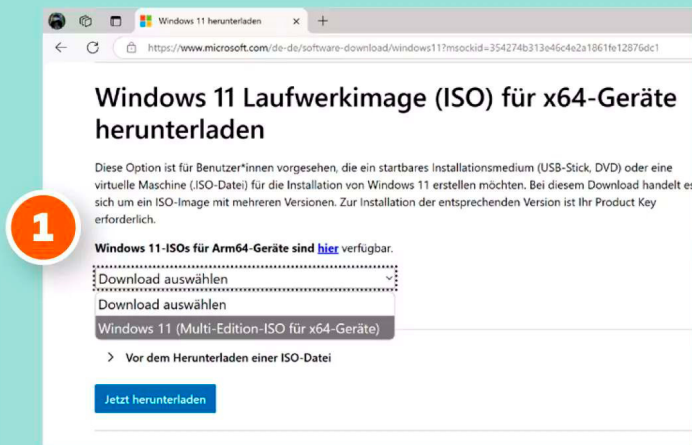 Windows 11 herunterladen
https://www.microsoft.com/de-de/software-download/windows11?msockid=354274b313e46c4e2a1861fe12876dc1
Windows 11 Laufwerkimage (ISO) für x64-Geräte
herunterladen
Diese Option ist für Benutzer*innen vorgesehen, die ein startbares Installationsmedium (USB-Stick, DVD) oder eine
virtuelle Maschine (.ISO-Datei) für die Installation von Windows 11 erstellen möchten. Bei diesem Download handelt es
sich um ein ISO-Image mit mehreren Versionen. Zur Installation der entsprechenden Version ist Ihr Product Key
erforderlich.
1
Windows 11-ISOs für Arm64-Geräte sind hier verfügbar.
Download auswählen
Download auswählen
Windows 11 (Multi-Edition-ISO für x64-Geräte)
Vor dem Herunterladen einer ISO-Datei
Jetzt herunterladen